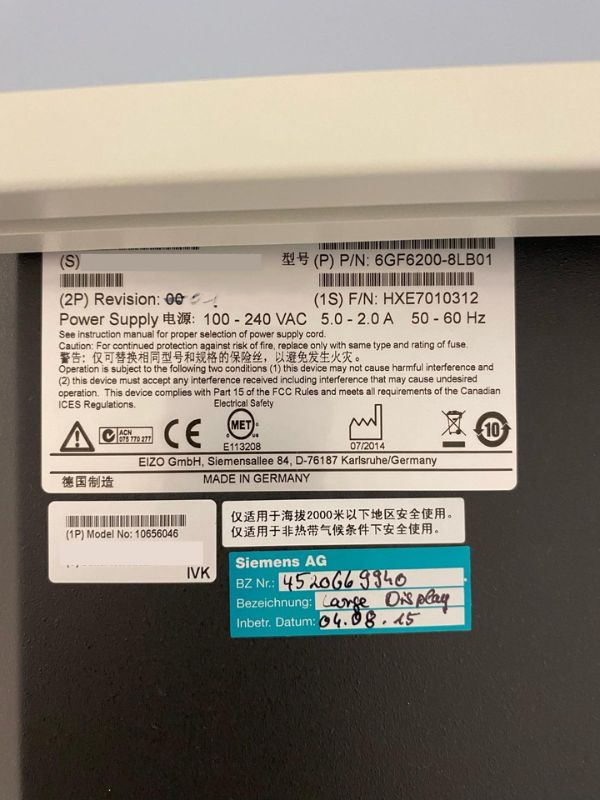 (S)
型号 (P) P/N: 6GF6200-8LB01
(2P) Revision: 00 01
(1S) F/N: HXE7010312
Power Supply 电源: 100 - 240 VAC 5.0 - 2.0 A 50 - 60 Hz
See instruction manual for proper selection of power supply cord.
Caution: For continued protection against risk of fire, replace only with same type and rating of fuse.
警告: 仅可替换相同型号和规格的保险丝，以避免发生火灾。
Operation is subject to the following two conditions (1) this device may not cause harmful interference and
(2) this device must accept any interference received including interference that may cause undesired
operation. This device complies with Part 15 of the FCC Rules and meets all requirements of the Canadian
ICES Regulations.
Electrical Safety
ACN
075 770 277
CE
MET
C
US
E113208
07/2014
10
EIZO GmbH, Siemensallee 84, D-76187 Karlsruhe/Germany
德国制造
MADE IN GERMANY
(1P) Model No: 10656046
IVK
仅适用于海拔2000米以下地区安全使用。
仅适用于非热带气候条件下安全使用。
Siemens AG
BZ Nr.: 4520669940
Bezeichnung: Large Display
Inbetr. Datum: 04.08.15